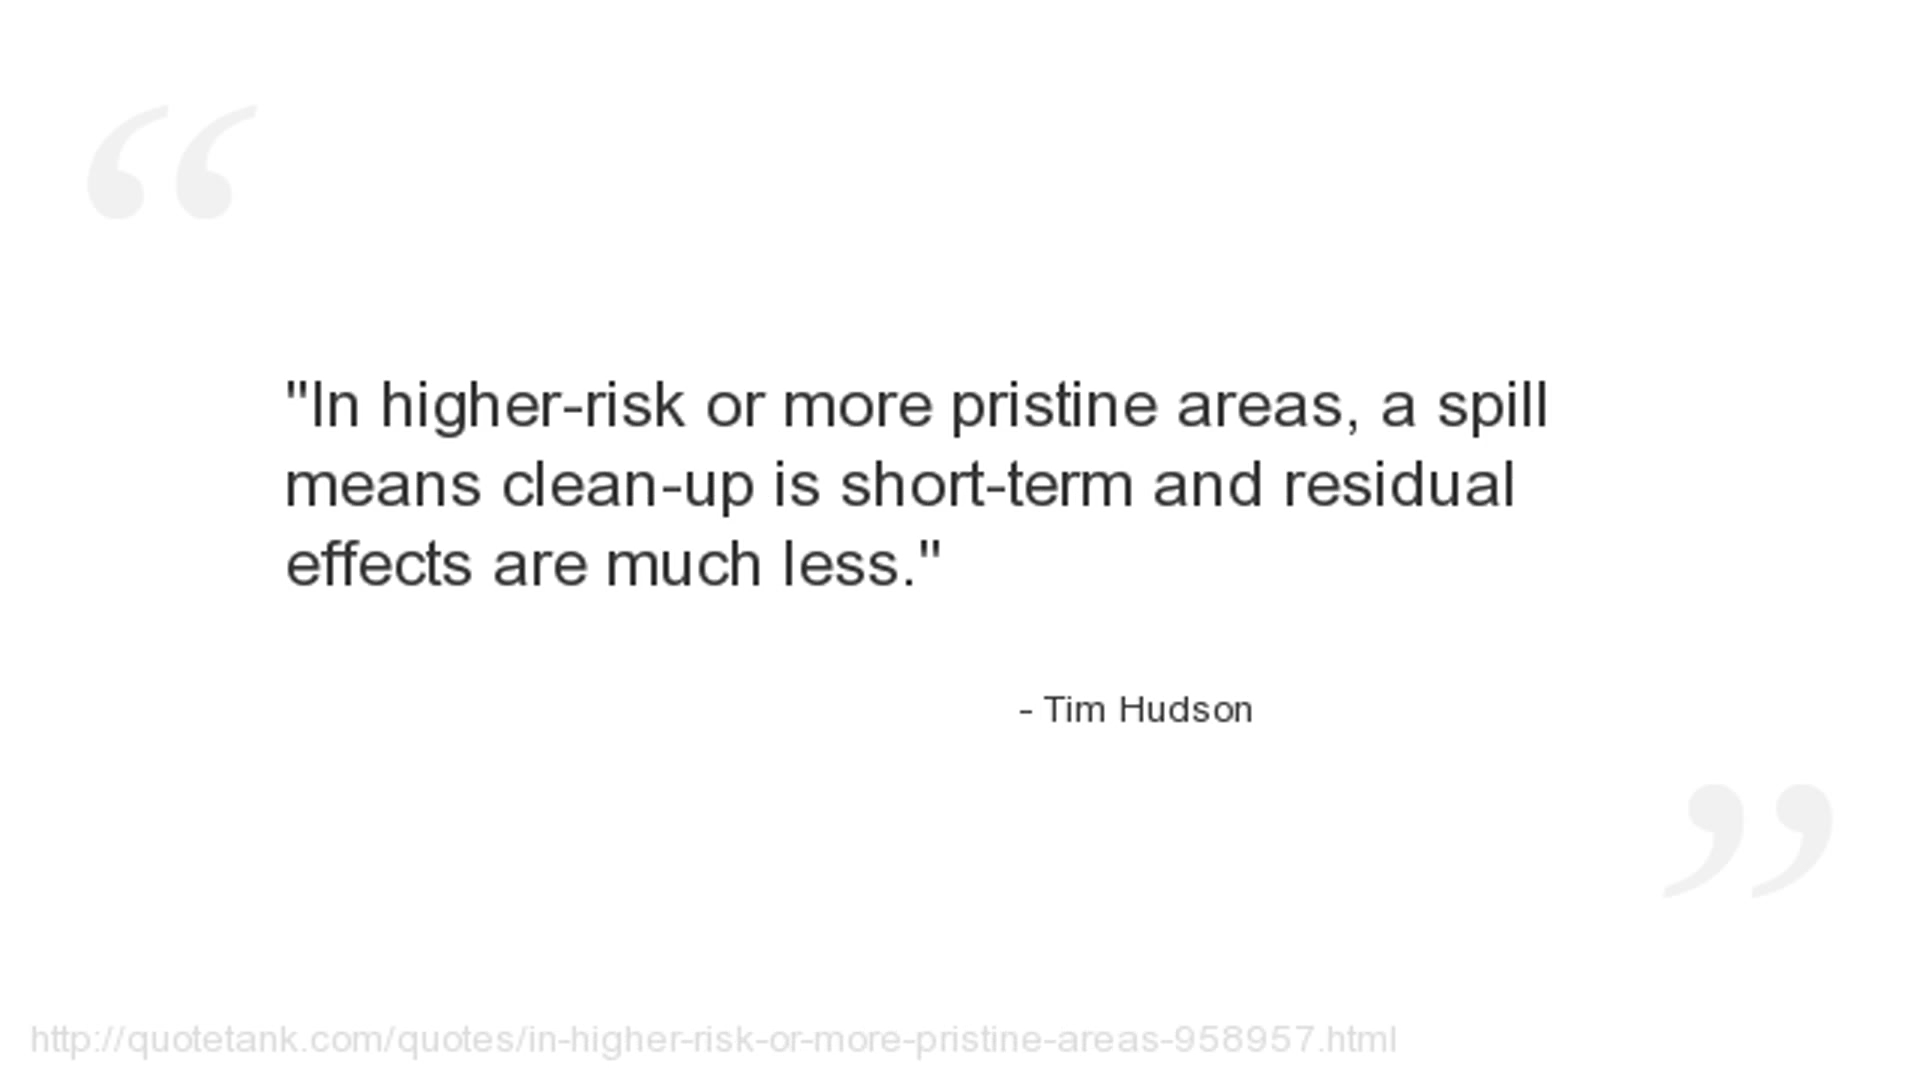 "In higher-risk or more pristine areas, a spill
means clean-up is short-term and residual
effects are much less."
- Tim Hudson
http://quotetank.com/quotes/in-higher-risk-or-more-pristine-areas-958957.html